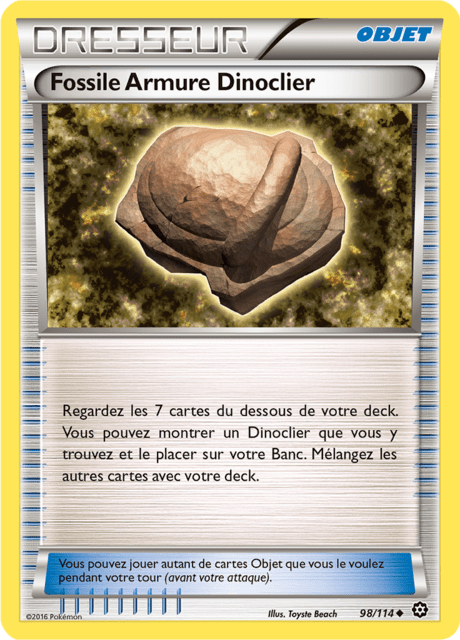 DRESSEUR
OBJET
Fossile Armure Dinoclier
Regardez les 7 cartes du dessous de votre deck.
Vous pouvez montrer un Dinoclier que vous y
trouvez et le placer sur votre Banc. Mélangez les
autres cartes avec votre deck.
Vous pouvez jouer autant de cartes Objet que vous le voulez
pendant votre tour (avant votre attaque).
©2016 Pokémon
Illus. Toyste Beach
98/114